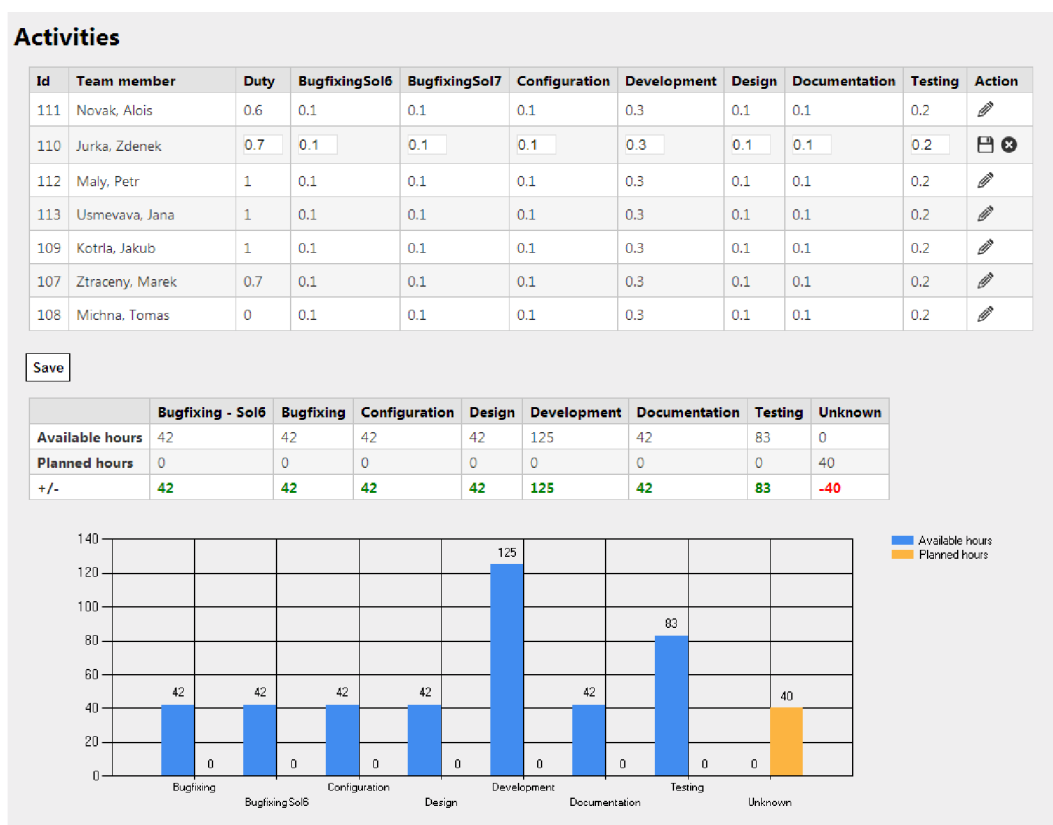 Activities
Id Team member Duty BugfixingSol6 BugfixingSol7 Configuration Development Design Documentation Testing Action
111 Novak, Alois 0.6 0.1 0.1 0.1 0.3 0.1 0.1 0.2
110 Jurka, Zdenek 0.7 0.1 0.1 0.1 0.3 0.1 0.1 0.2
112 Maly, Petr 1 0.1 0.1 0.1 0.3 0.1 0.1 0.2
113 Usmevava, Jana 1 0.1 0.1 0.1 0.3 0.1 0.1 0.2
109 Kotrla, Jakub 1 0.1 0.1 0.1 0.3 0.1 0.1 0.2
107 Ztraceny, Marek 0.7 0.1 0.1 0.1 0.3 0.1 0.1 0.2
108 Michna, Tomas 0 0.1 0.1 0.1 0.3 0.1 0.1 0.2
Save
Bugfixing - Sol6 Bugfixing Configuration Design Development Documentation Testing Unknown
Available hours 42 42 42 42 125 42 83 0
Planned hours 0 0 0 0 0 0 0 40
+/- 42 42 42 42 125 42 83 -40
Available hours
Planned hours
140
120
100
80
60
40
20
0
42 0 42 0 42 0 42 0 125 0 42 0 83 0 0 40
Bugfixing Configuration Development Testing
BugfixingSol6 Design Documentation Unknown